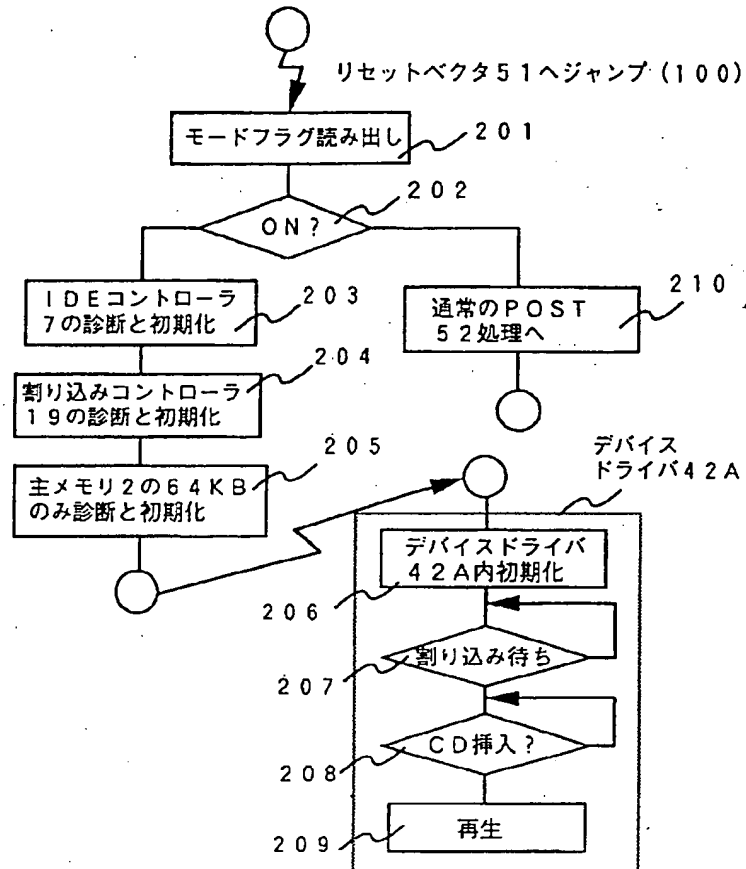 リセットベクタ51へジャンプ(100)
モードフラグ読み出し
201
ON?
202
IDEコントローラ
7の診断と初期化
203
通常のPOST
52処理へ
210
割り込みコントローラ
19の診断と初期化
204
主メモリ2の64KB
のみ診断と初期化
205
デバイス
ドライバ42A
デバイスドライバ
42A内初期化
206
割り込み待ち
207
CD挿入?
208
再生
209